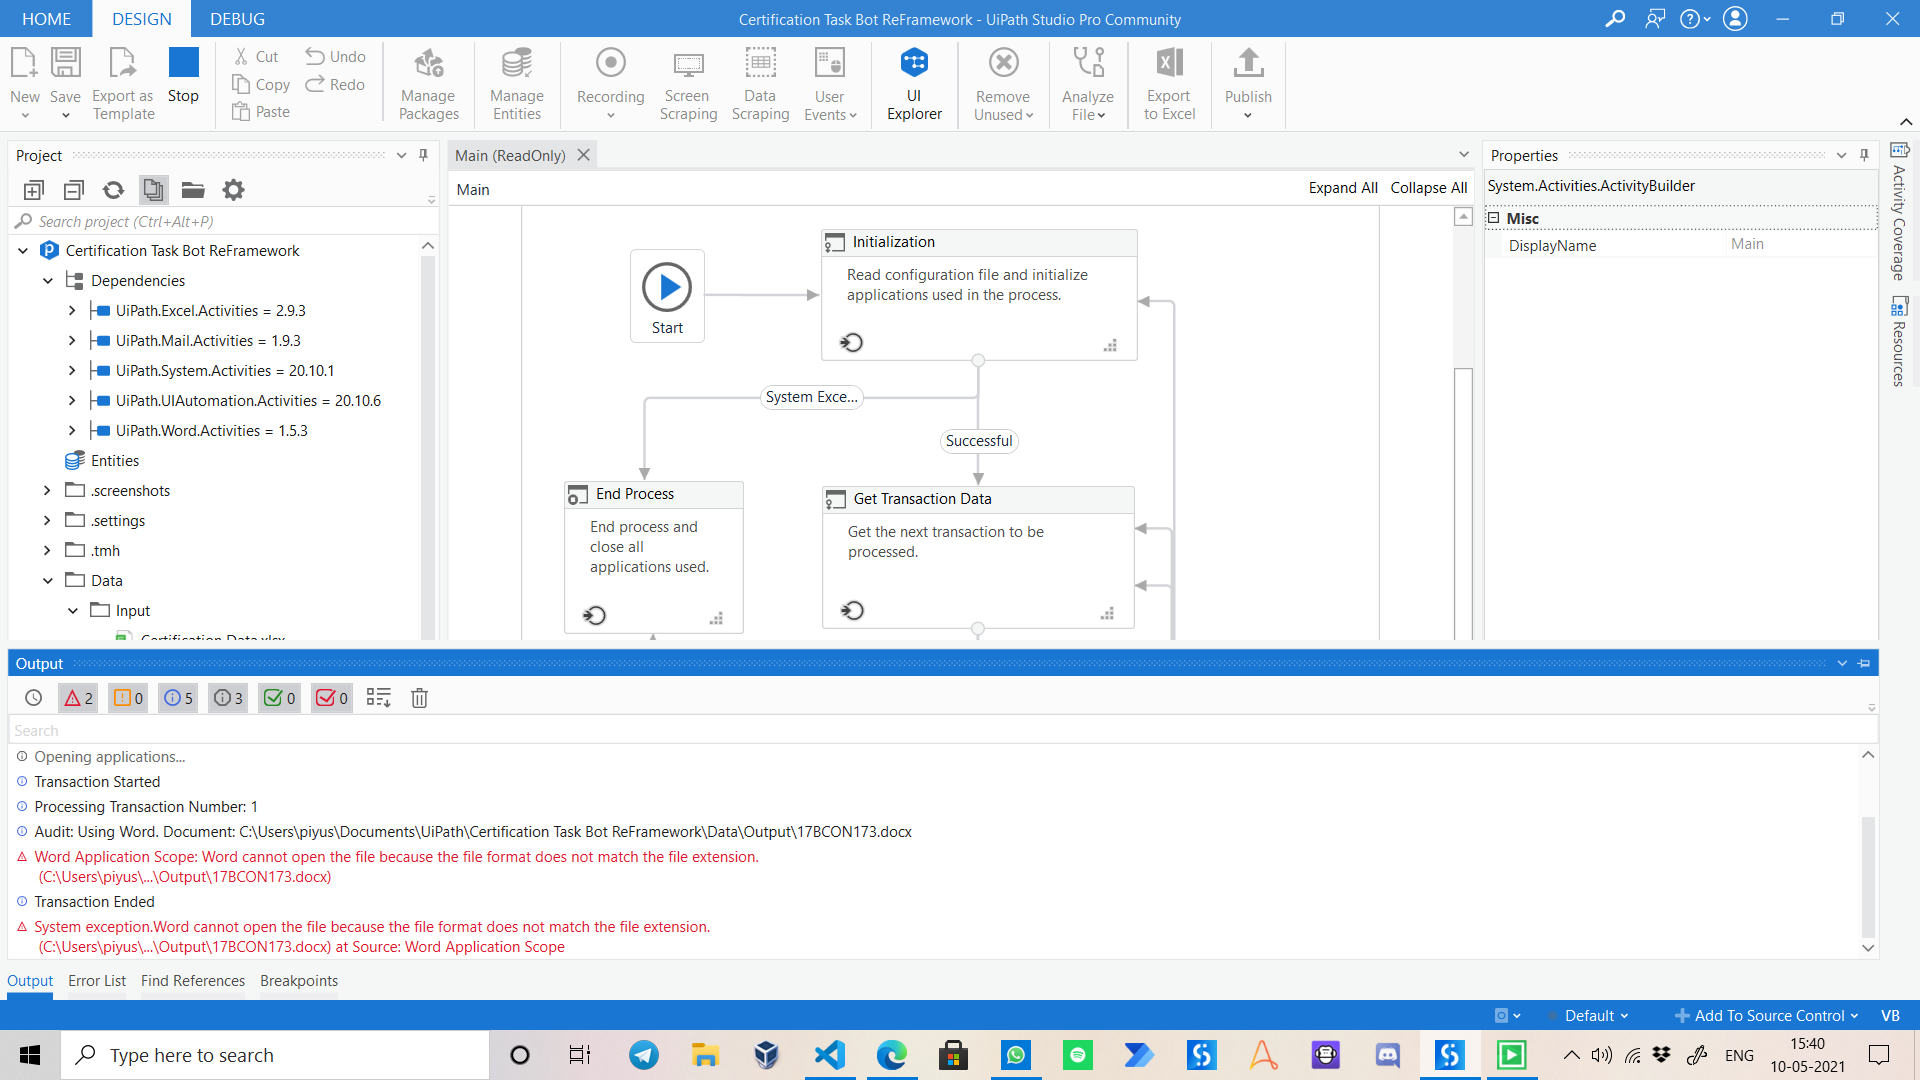 HOME
DESIGN
DEBUG
Certification Task Bot ReFramework - UiPath Studio Pro Community
New
Save
Export as
Template
Stop
Cut
Copy
Paste
Undo
Redo
Manage
Packages
Manage
Entities
Recording
Screen
Scraping
Data
Scraping
User
Events
UI
Explorer
Remove
Unused
Analyze
File
Export
to Excel
Publish
Project
Search project (Ctrl+Alt+P)
Certification Task Bot ReFramework
Dependencies
UiPath.Excel.Activities = 2.9.3
UiPath.Mail.Activities = 1.9.3
UiPath.System.Activities = 20.10.1
UiPath.UIAutomation.Activities = 20.10.6
UiPath.Word.Activities = 1.5.3
Entities
.screenshots
.settings
.tmh
Data
Input
Certification Data.xlsx
Main (ReadOnly)
Main
Expand All
Collapse All
Start
Initialization
Read configuration file and initialize
applications used in the process.
System Exce...
Successful
End Process
End process and
close all
applications used.
Get Transaction Data
Get the next transaction to be
processed.
Properties
System.Activities.ActivityBuilder
Misc
DisplayName
Main
Activity Coverage
Resources
Output
2
0
5
3
0
0
Search
Opening applications...
Transaction Started
Processing Transaction Number: 1
Audit: Using Word. Document: C:\Users\piyus\Documents\UiPath\Certification Task Bot ReFramework\Data\Output\17BCON173.docx
Word Application Scope: Word cannot open the file because the file format does not match the file extension.
(C:\Users\piyus\...\Output\17BCON173.docx)
Transaction Ended
System exception.Word cannot open the file because the file format does not match the file extension.
(C:\Users\piyus\...\Output\17BCON173.docx) at Source: Word Application Scope
Output
Error List
Find References
Breakpoints
Default
Add To Source Control
VB
Type here to search
ENG
15:40
10-05-2021